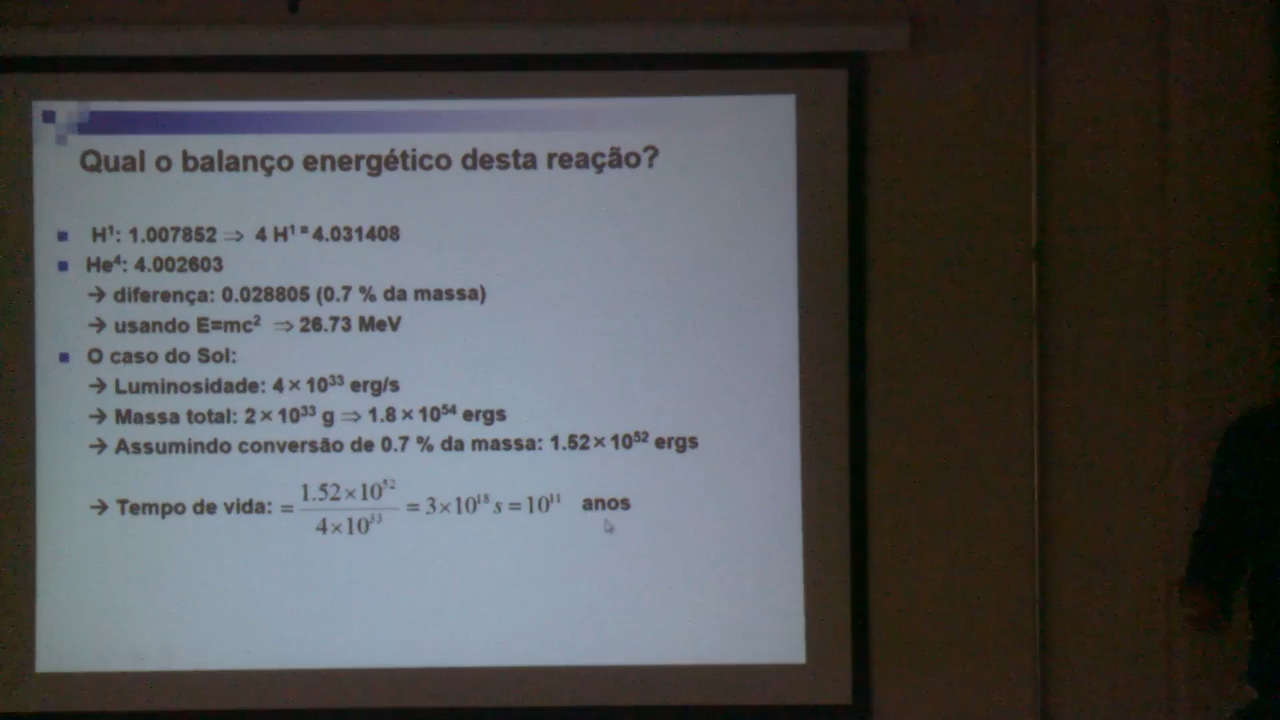 Qual o balanço energético desta reação?
H¹: 1.007852 ⇒ 4 H¹ = 4.031408
He⁴: 4.002603
→ diferença: 0.028805 (0.7 % da massa)
→ usando E=mc² ⇒ 26.73 MeV
O caso do Sol:
→ Luminosidade: 4 × 10³³ erg/s
→ Massa total: 2 × 10³³ g ⇒ 1.8 × 10⁵⁴ ergs
→ Assumindo conversão de 0.7 % da massa: 1.52 × 10⁵² ergs
→ Tempo de vida: = 1.52×10⁵² / 4×10³³ = 3×10¹⁸ s = 10¹¹ anos